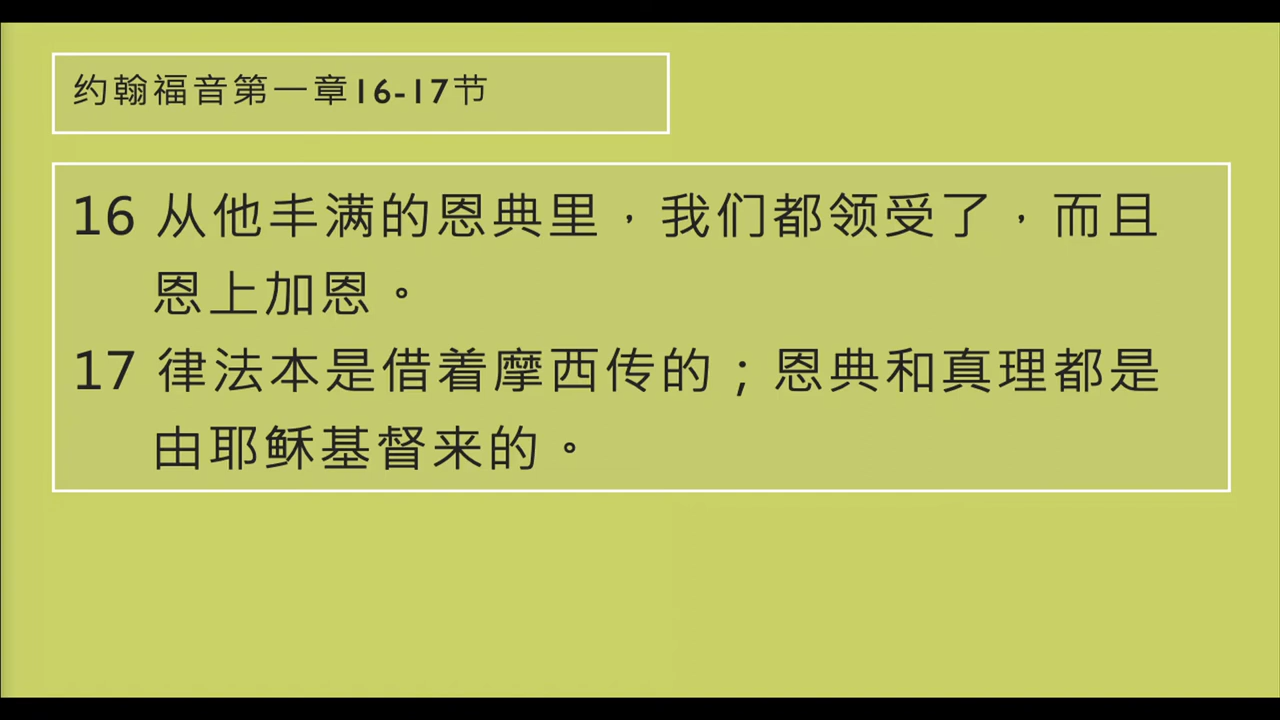 约翰福音第一章16-17节
16 从他丰满的恩典里，我们都领受了，而且
恩上加恩。
17 律法本是借着摩西传的；恩典和真理都是
由耶稣基督来的。